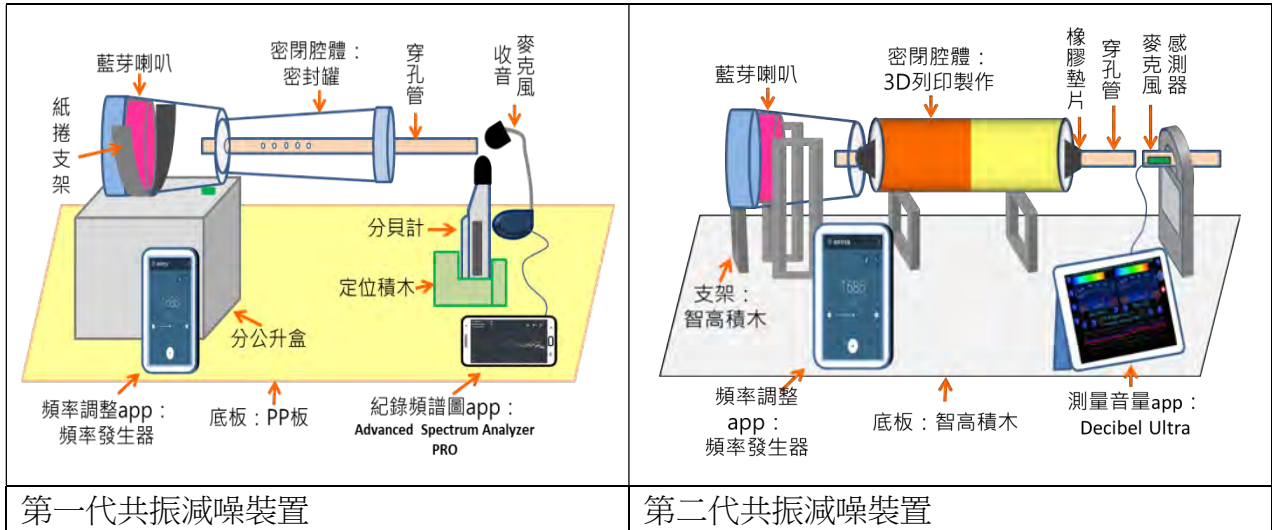 藍芽喇叭
紙捲支架
密閉腔體：
密封罐
穿孔管
麥克風
收音
分貝計
定位積木
分公升盒
頻率調整app：
頻率發生器
底板：PP板
紀錄頻譜圖app：
Advanced Spectrum Analyzer
PRO
第一代共振減噪裝置
藍芽喇叭
密閉腔體：
3D列印製作
橡膠墊片
穿孔管
麥克風
感測器
支架：
智高積木
頻率調整
app：
頻率發生器
底板：智高積木
測量音量app：
Decibel Ultra
第二代共振減噪裝置